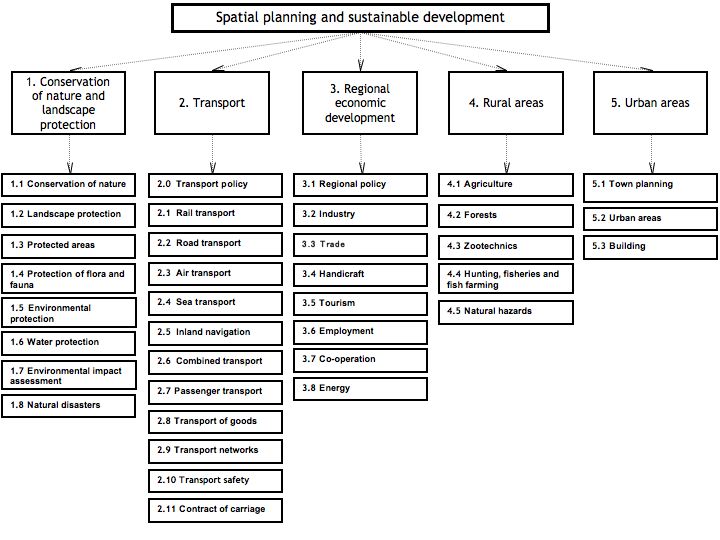 Spatial planning and sustainable development
1. Conservation
of nature and
landscape
protection
2. Transport
3. Regional
economic
development
4. Rural areas
5. Urban areas
1.1 Conservation of nature
1.2 Landscape protection
1.3 Protected areas
1.4 Protection of flora and
fauna
1.5 Environmental
protection
1.6 Water protection
1.7 Environmental impact
assessment
1.8 Natural disasters
2.0 Transport policy
2.1 Rail transport
2.2 Road transport
2.3 Air transport
2.4 Sea transport
2.5 Inland navigation
2.6 Combined transport
2.7 Passenger transport
2.8 Transport of goods
2.9 Transport networks
2.10 Transport safety
2.11 Contract of carriage
3.1 Regional policy
3.2 Industry
3.3 Trade
3.4 Handicraft
3.5 Tourism
3.6 Employment
3.7 Co-operation
3.8 Energy
4.1 Agriculture
4.2 Forests
4.3 Zootechnics
4.4 Hunting, fisheries and
fish farming
4.5 Natural hazards
5.1 Town planning
5.2 Urban areas
5.3 Building